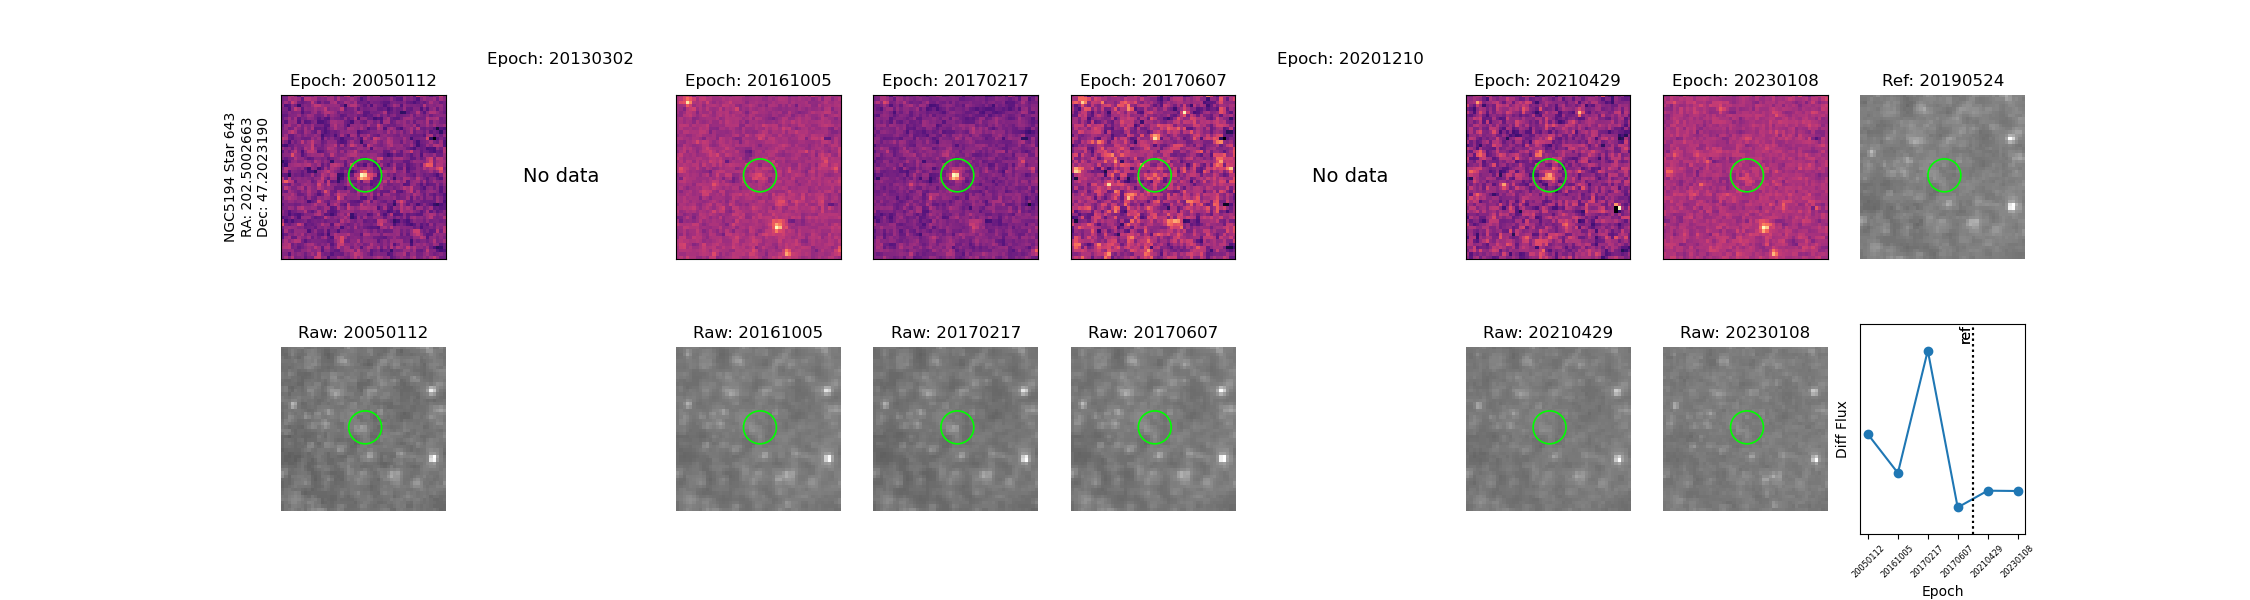 Epoch: 20130302
Epoch: 20201210
Epoch: 20050112
Epoch: 20161005
Epoch: 20170217
Epoch: 20170607
Epoch: 20210429
Epoch: 20230108
Ref: 20190524
NGC5194 Star 643
RA: 202.5002663
Dec: 47.2023190
No data
No data
Raw: 20050112
Raw: 20161005
Raw: 20170217
Raw: 20170607
Raw: 20210429
Raw: 20230108
ref
Diff Flux
20050112
20161005
20170217
20170607
20210429
20230108
Epoch